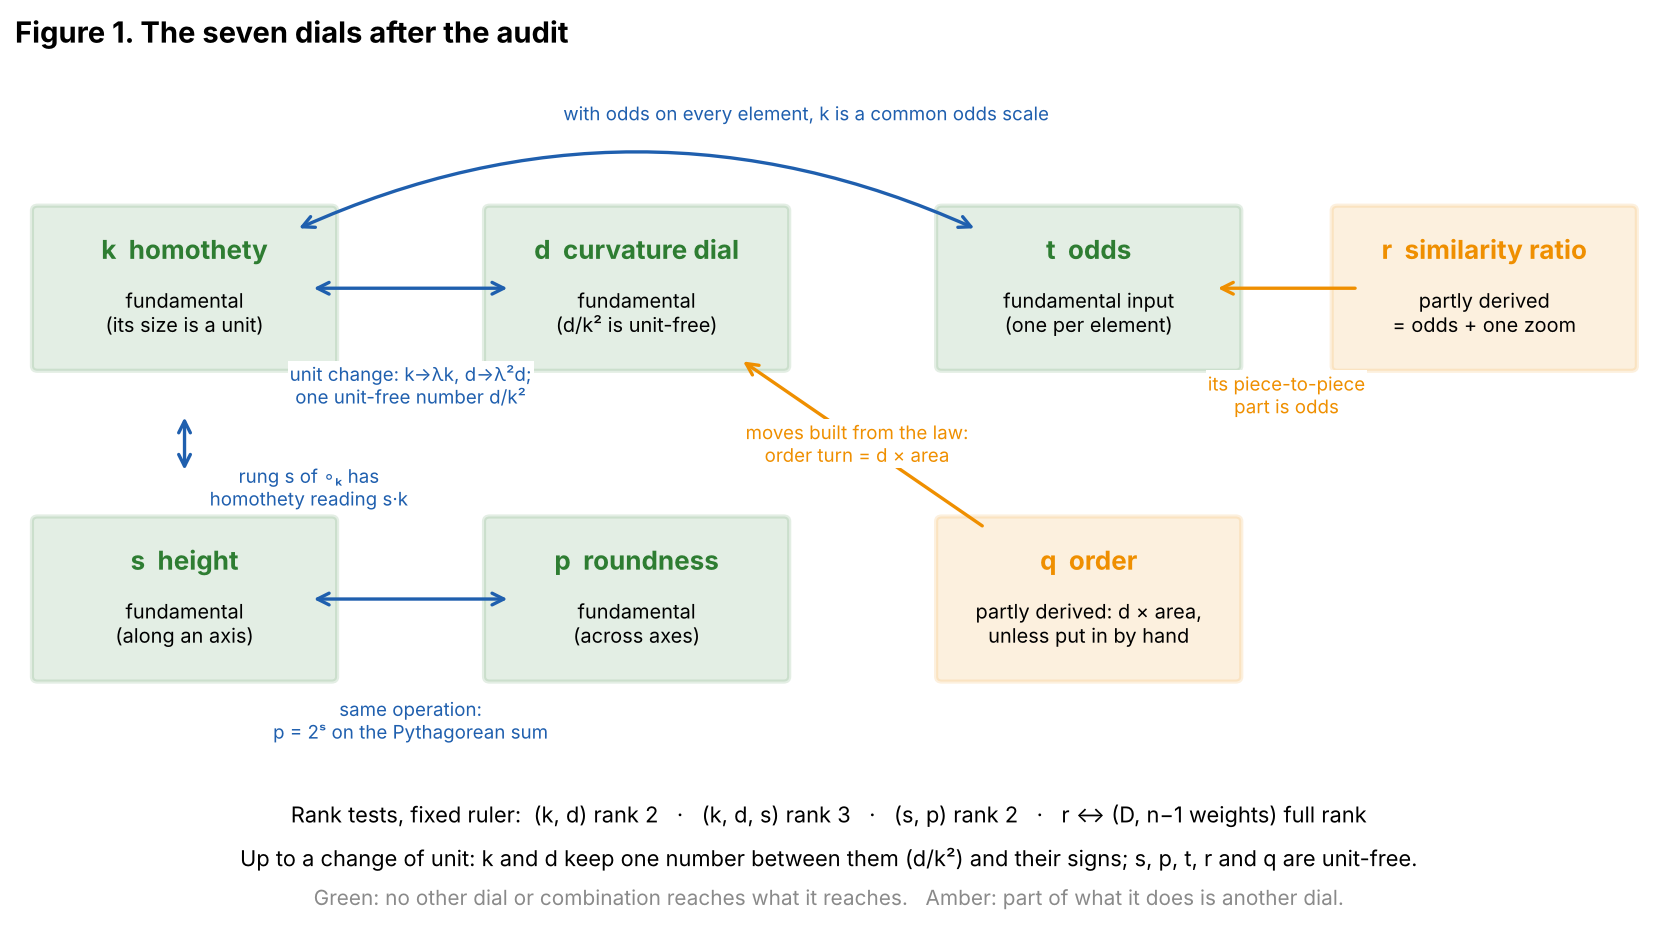 Figure 1. The seven dials after the audit
with odds on every element, k is a common odds scale
k homothety
fundamental
(its size is a unit)
d curvature dial
fundamental
(d/k² is unit-free)
t odds
fundamental input
(one per element)
r similarity ratio
partly derived
= odds + one zoom
unit change: k→λk, d→λ²d;
one unit-free number d/k²
its piece-to-piece
part is odds
moves built from the law:
order turn = d × area
rung s of ∘ₖ has
homothety reading s·k
s height
fundamental
(along an axis)
p roundness
fundamental
(across axes)
q order
partly derived: d × area,
unless put in by hand
same operation:
p = 2ˢ on the Pythagorean sum
Rank tests, fixed ruler: (k, d) rank 2 · (k, d, s) rank 3 · (s, p) rank 2 · r ↔ (D, n−1 weights) full rank
Up to a change of unit: k and d keep one number between them (d/k²) and their signs; s, p, t, r and q are unit-free.
Green: no other dial or combination reaches what it reaches. Amber: part of what it does is another dial.